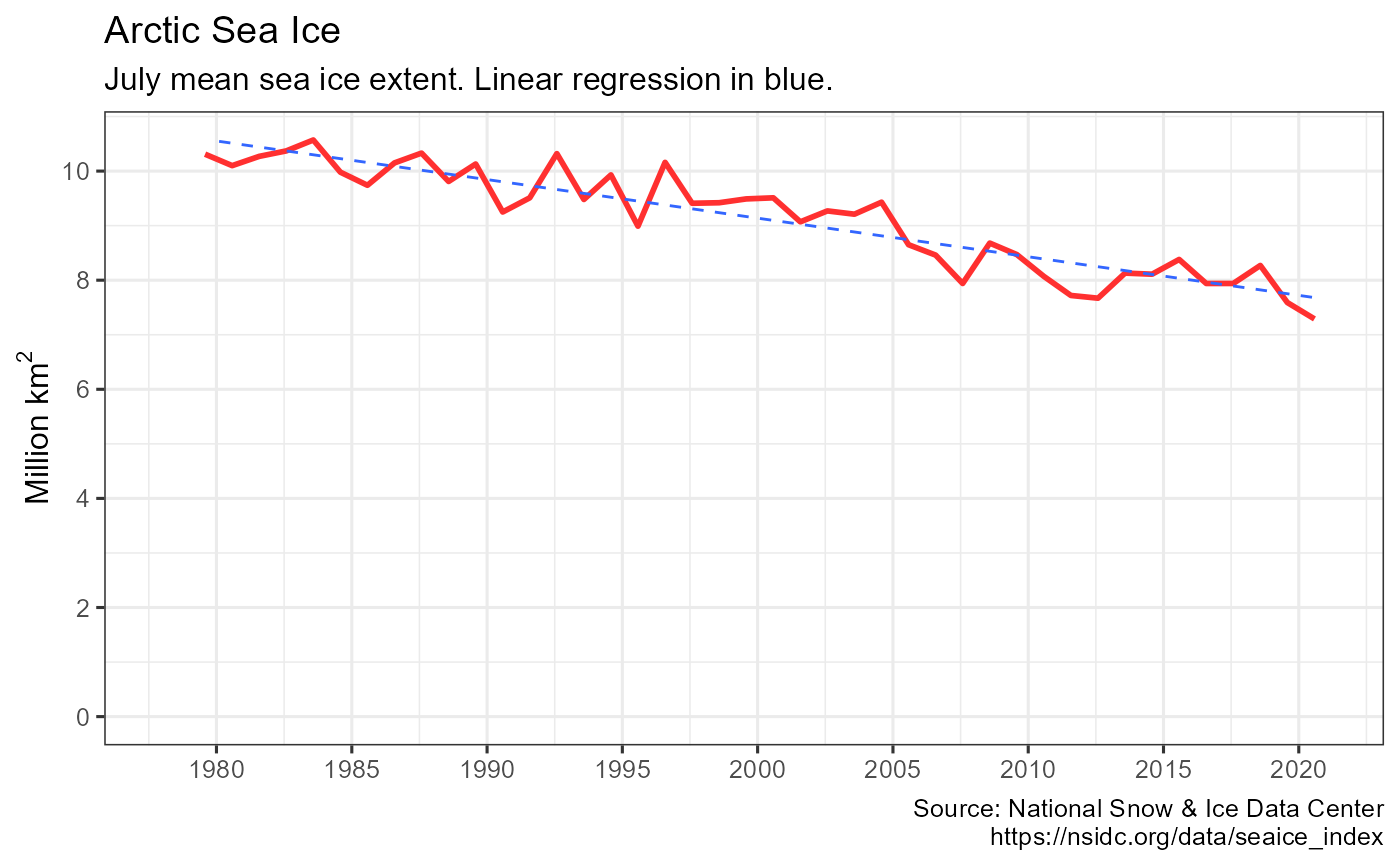 Arctic Sea Ice
July mean sea ice extent. Linear regression in blue.
Million km²
10
8
6
4
2
0
1980 1985 1990 1995 2000 2005 2010 2015 2020
Source: National Snow & Ice Data Center
https://nsidc.org/data/seaice_index